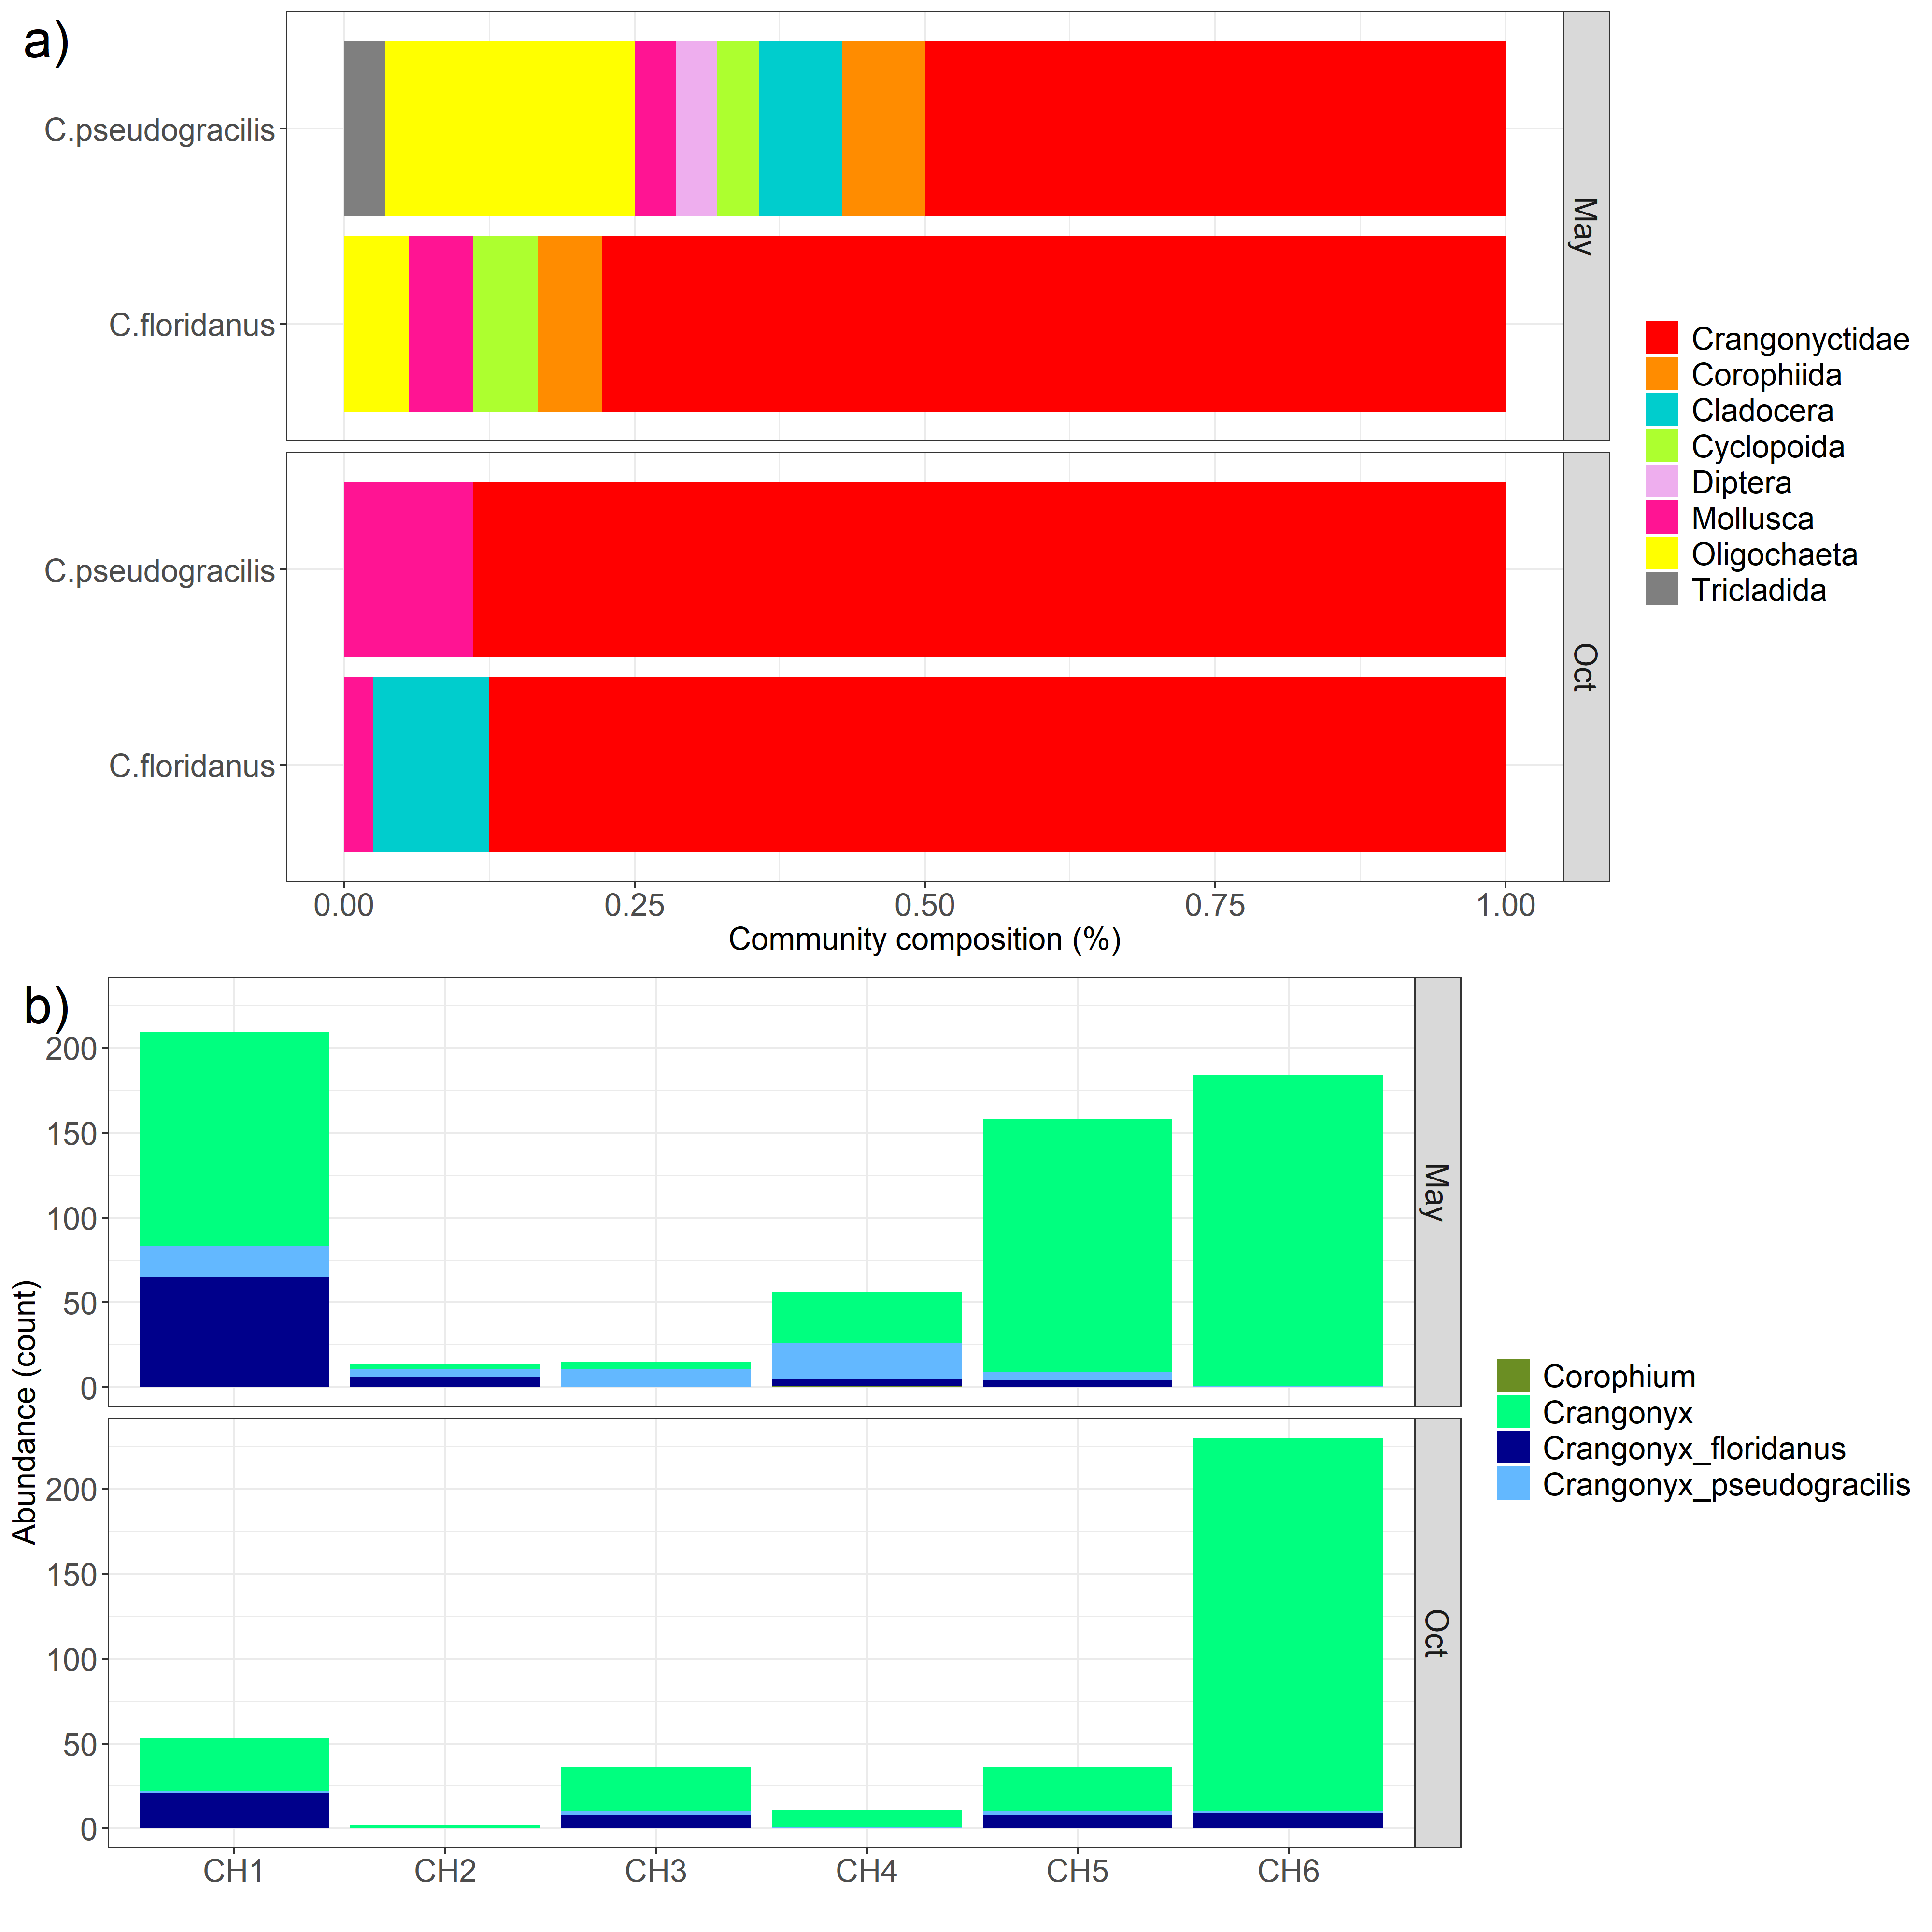 a)
C.pseudogracilis
C.floridanus
May
C.pseudogracilis
C.floridanus
Oct
0.00 0.25 0.50 0.75 1.00
Community composition (%)
Crangonyctidae
Corophiida
Cladocera
Cyclopoida
Diptera
Mollusca
Oligochaeta
Tricladida
b)
Abundance (count)
200
150
100
50
0
May
200
150
100
50
0
Oct
CH1 CH2 CH3 CH4 CH5 CH6
Corophium
Crangonyx
Crangonyx_floridanus
Crangonyx_pseudogracilis